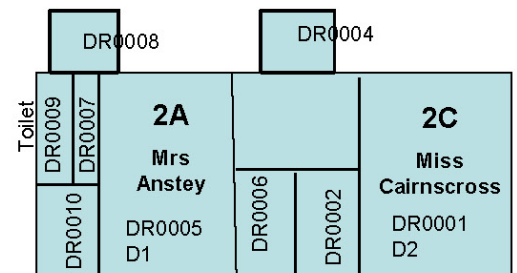 DR0008
DR0004
Toilet
DR0009
DR0007
2A
Mrs
Anstey
DR0005
D1
DR0010
DR0006
DR0002
2C
Miss
Cairnscross
DR0001
D2